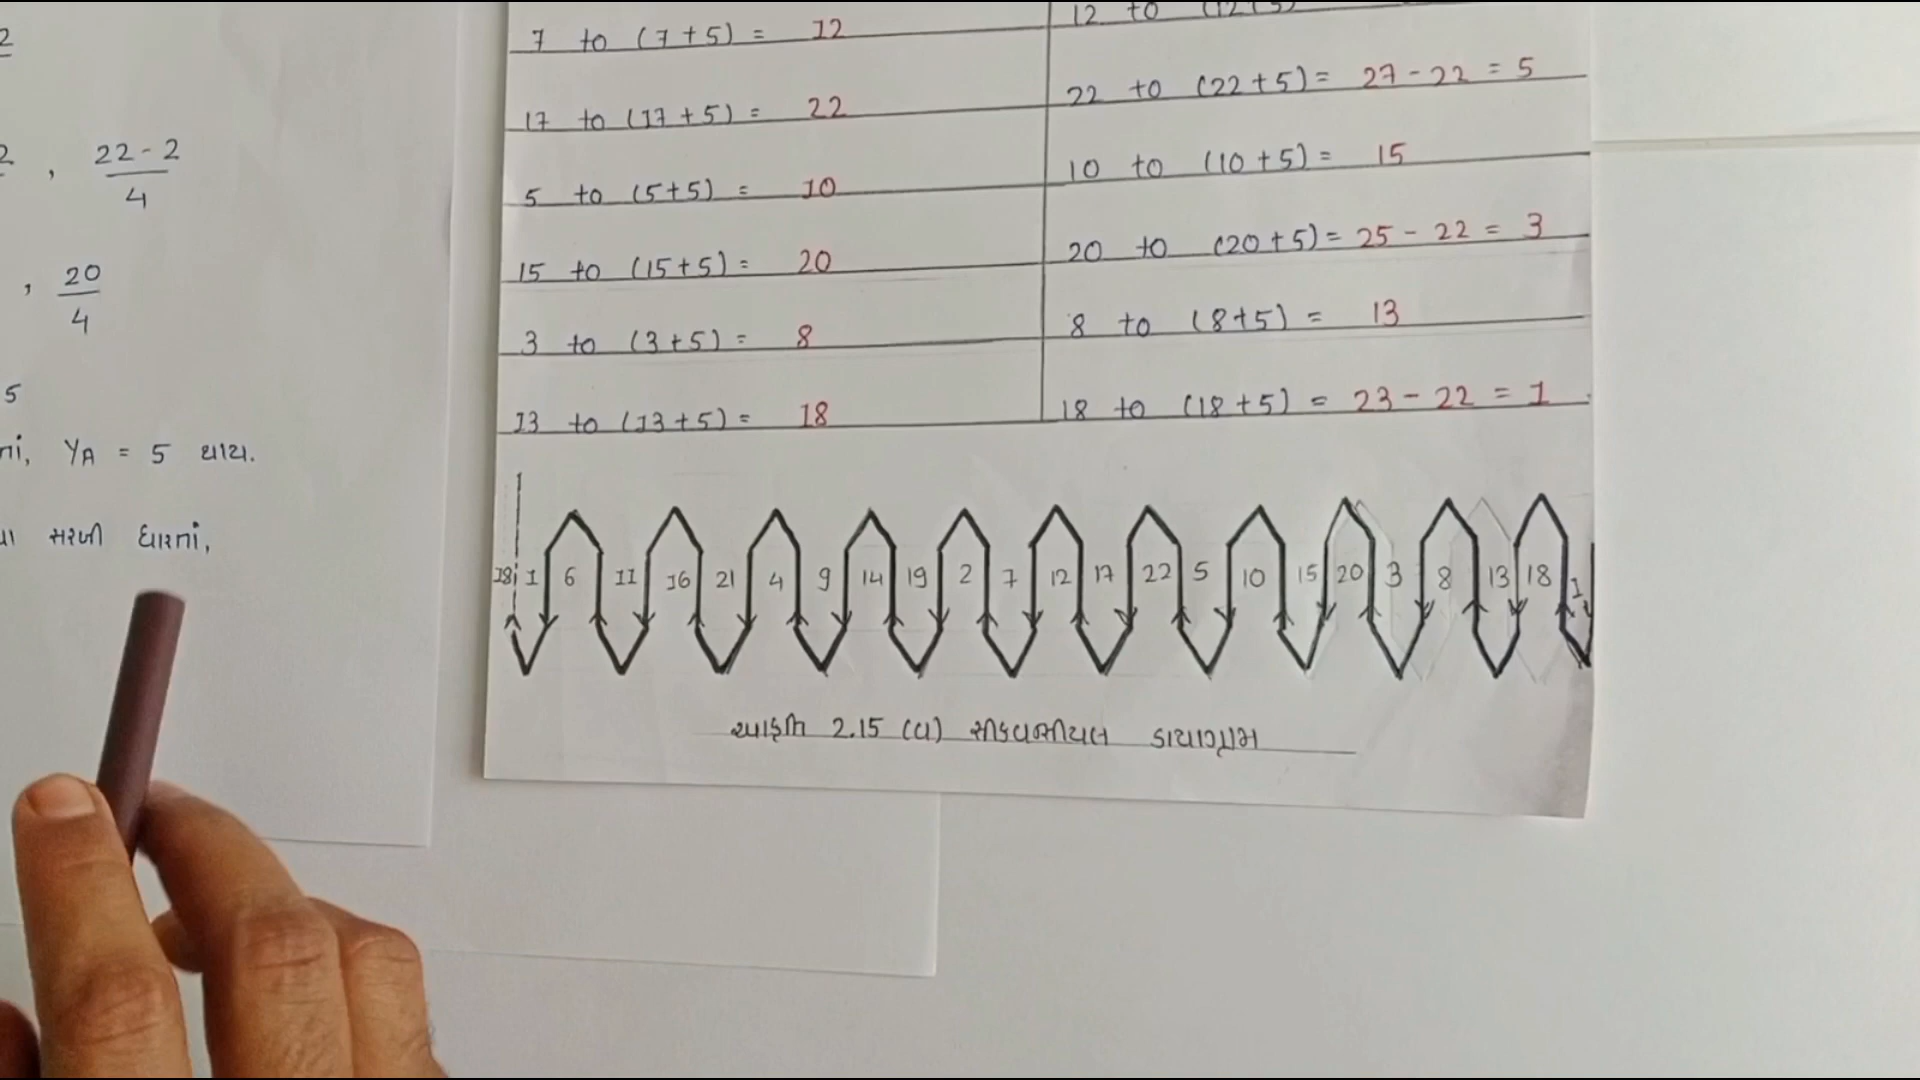 2
, 22-2
4
, 20
4
5
YA = 5 થાય.
સરખી ધારતાં,
12 to
7 to (7+5) = 12
22 to (22+5) = 27 - 22 = 5
17 to (17+5) = 22
10 to (10+5) = 15
5 to (5+5) = 10
20 to (20+5) = 25 - 22 = 3
15 to (15+5) = 20
8 to (8+5) = 13
3 to (3+5) = 8
18 to (18+5) = 23 - 22 = 1
13 to (13+5) = 18
18 1 6 11 16 21 4 9 14 19 2 7 12 17 22 5 10 15 20 3 8 13 18 1
આકૃતિ 2.15 ડાયાગ્રામ